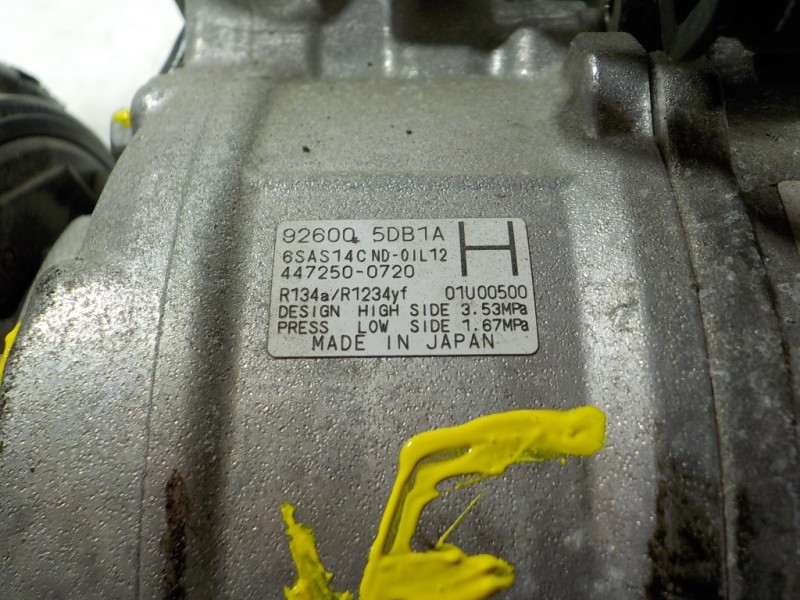 92600 5DB1A
H
6SAS14C ND-OIL12
447250-0720
R134a/R1234yf 01U00500
DESIGN HIGH SIDE 3.53MPa
PRESS LOW SIDE 1.67MPa
MADE IN JAPAN